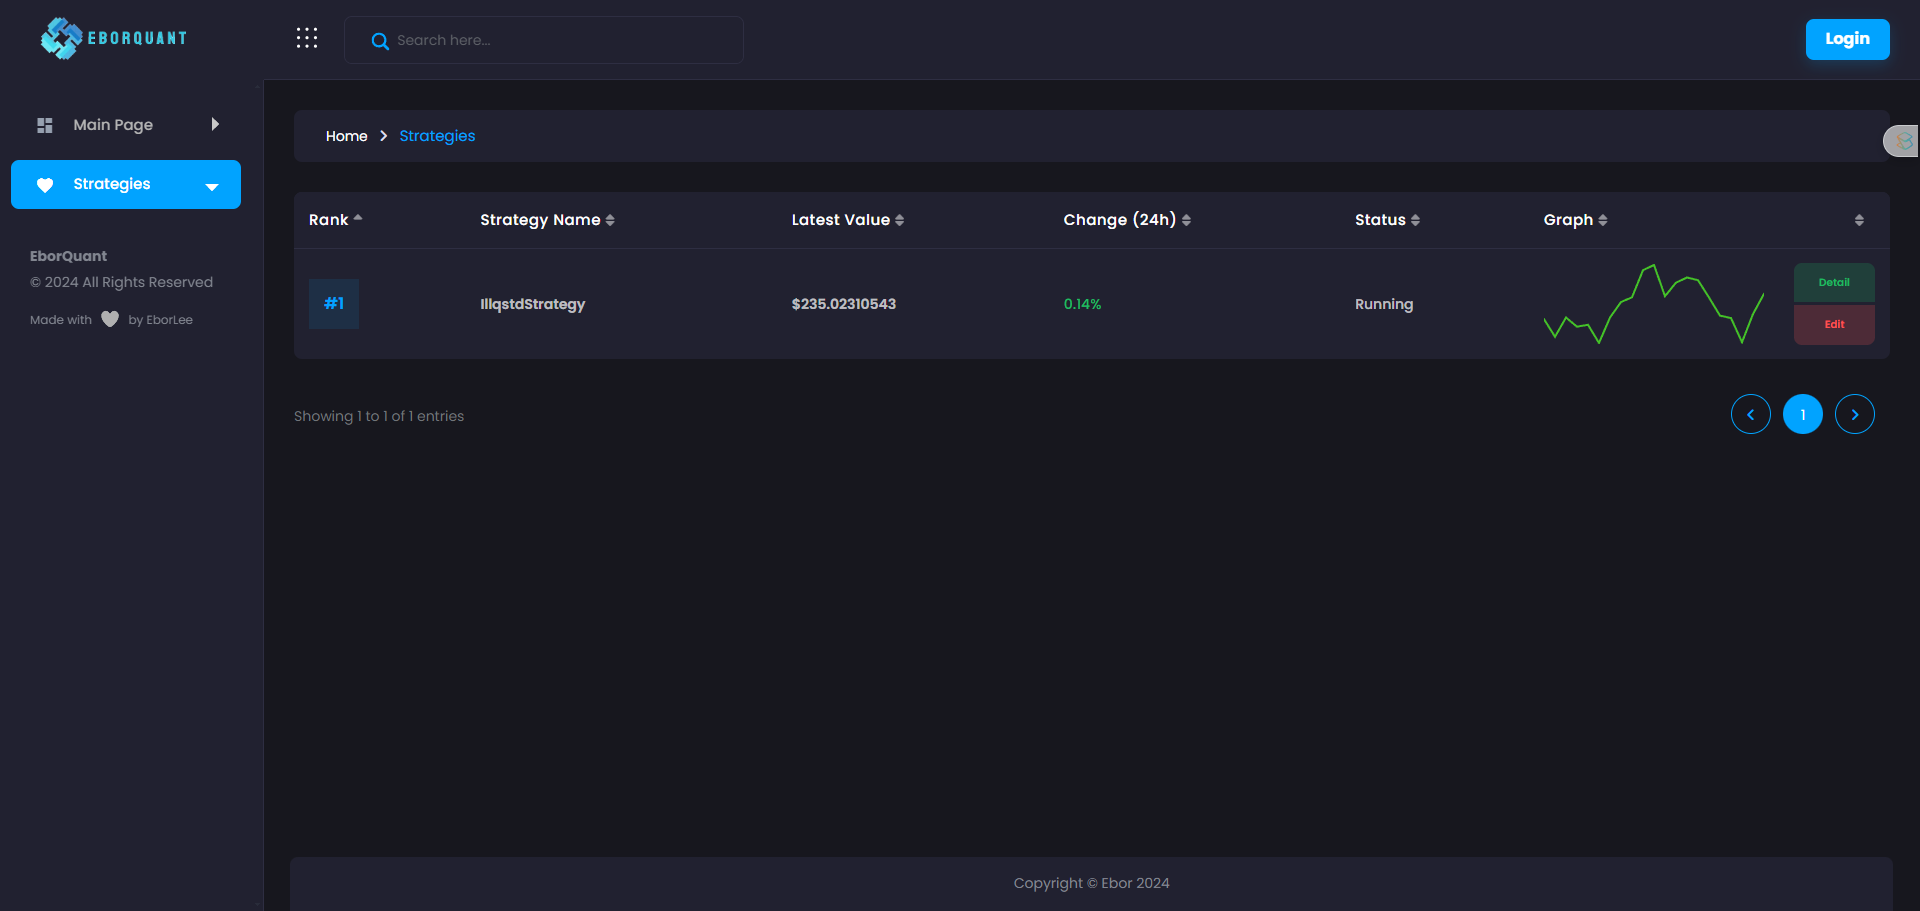 EBORQUANT
Search here...
Login
Main Page
Strategies
EborQuant
© 2024 All Rights Reserved
Made with by EborLee
Home Strategies
Rank Strategy Name Latest Value Change (24h) Status Graph
#1 IllqstdStrategy $235.02310543 0.14% Running
Detail
Edit
Showing 1 to 1 of 1 entries
1
Copyright © Ebor 2024